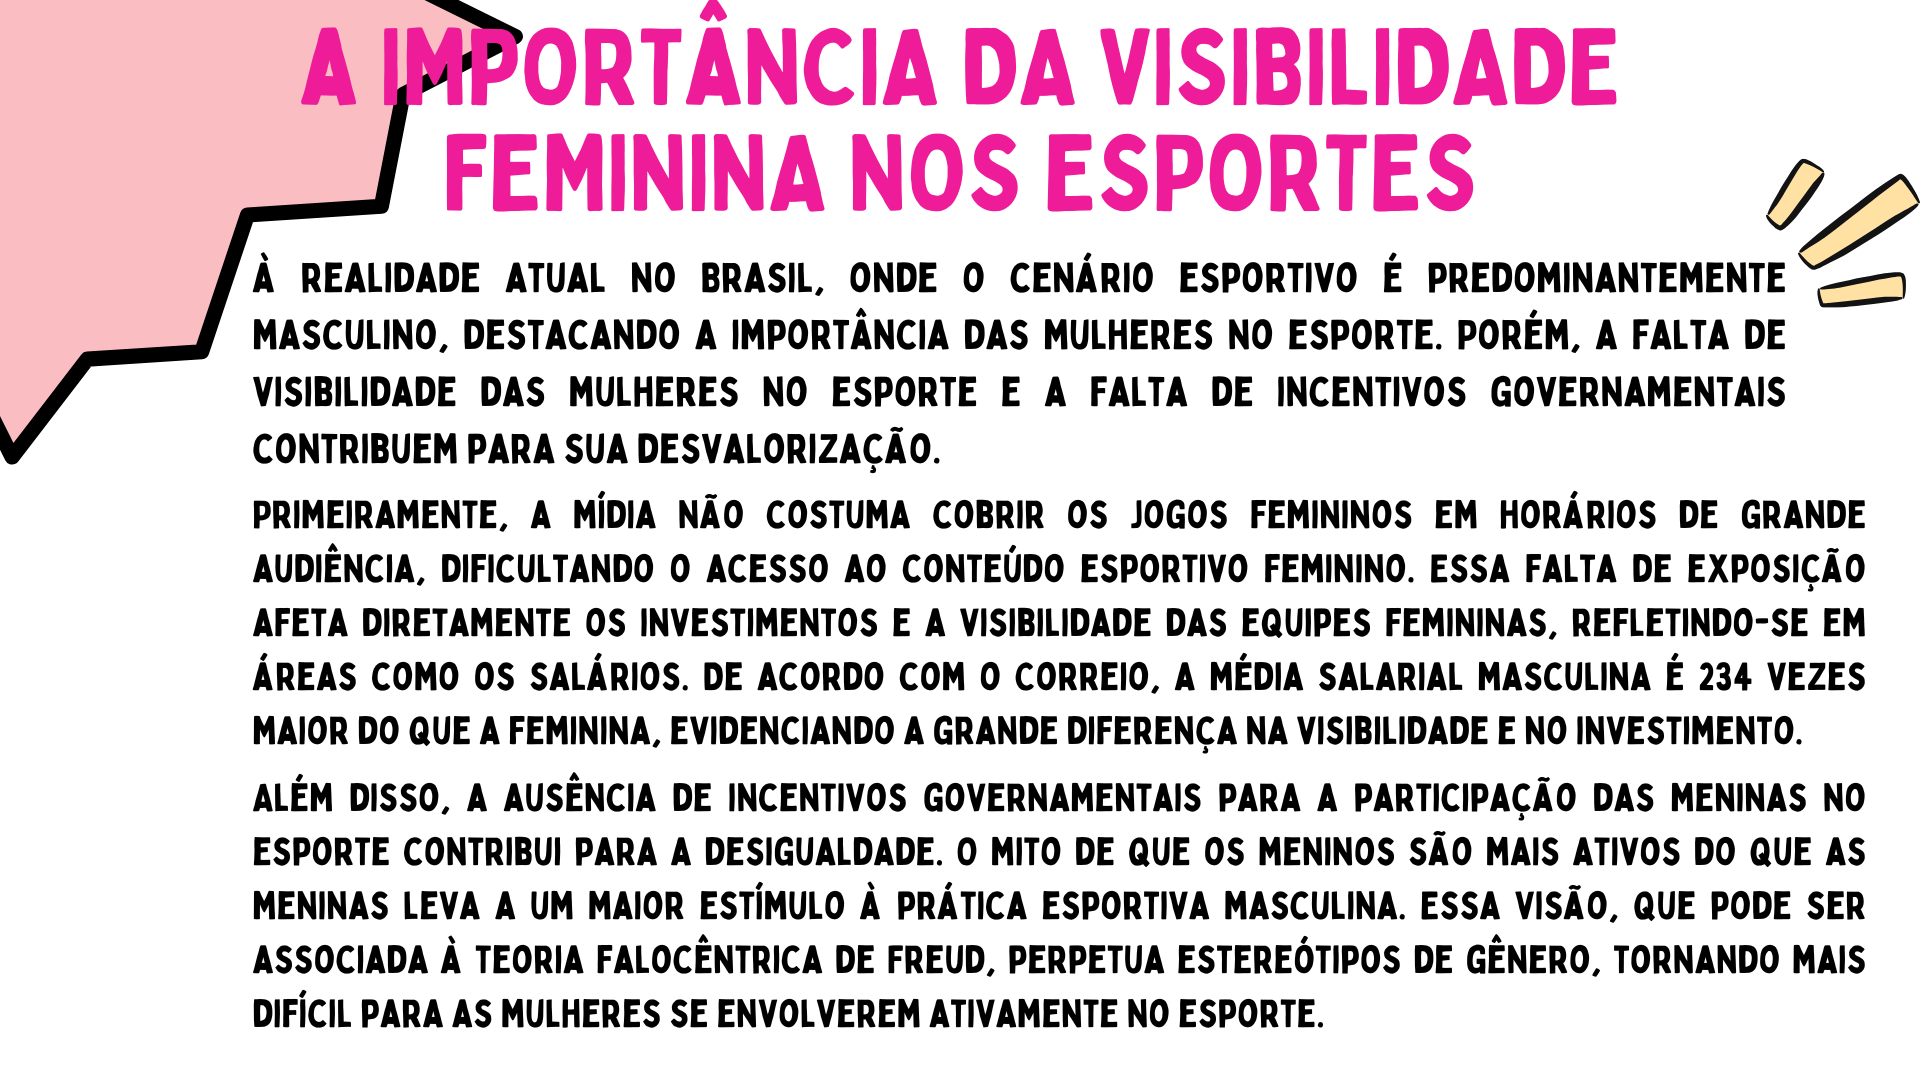 A IMPORTÂNCIA DA VISIBILIDADE
FEMININA NOS ESPORTES
À REALIDADE ATUAL NO BRASIL, ONDE O CENÁRIO ESPORTIVO É PREDOMINANTEMENTE
MASCULINO, DESTACANDO A IMPORTÂNCIA DAS MULHERES NO ESPORTE. PORÉM, A FALTA DE
VISIBILIDADE DAS MULHERES NO ESPORTE E A FALTA DE INCENTIVOS GOVERNAMENTAIS
CONTRIBUEM PARA SUA DESVALORIZAÇÃO.
PRIMEIRAMENTE, A MÍDIA NÃO COSTUMA COBRIR OS JOGOS FEMININOS EM HORÁRIOS DE GRANDE
AUDIÊNCIA, DIFICULTANDO O ACESSO AO CONTEÚDO ESPORTIVO FEMININO. ESSA FALTA DE EXPOSIÇÃO
AFETA DIRETAMENTE OS INVESTIMENTOS E A VISIBILIDADE DAS EQUIPES FEMININAS, REFLETINDO-SE EM
ÁREAS COMO OS SALÁRIOS. DE ACORDO COM O CORREIO, A MÉDIA SALARIAL MASCULINA É 234 VEZES
MAIOR DO QUE A FEMININA, EVIDENCIANDO A GRANDE DIFERENÇA NA VISIBILIDADE E NO INVESTIMENTO.
ALÉM DISSO, A AUSÊNCIA DE INCENTIVOS GOVERNAMENTAIS PARA A PARTICIPAÇÃO DAS MENINAS NO
ESPORTE CONTRIBUI PARA A DESIGUALDADE. O MITO DE QUE OS MENINOS SÃO MAIS ATIVOS DO QUE AS
MENINAS LEVA A UM MAIOR ESTÍMULO À PRÁTICA ESPORTIVA MASCULINA. ESSA VISÃO, QUE PODE SER
ASSOCIADA À TEORIA FALOCÊNTRICA DE FREUD, PERPETUA ESTEREÓTIPOS DE GÊNERO, TORNANDO MAIS
DIFÍCIL PARA AS MULHERES SE ENVOLVEREM ATIVAMENTE NO ESPORTE.